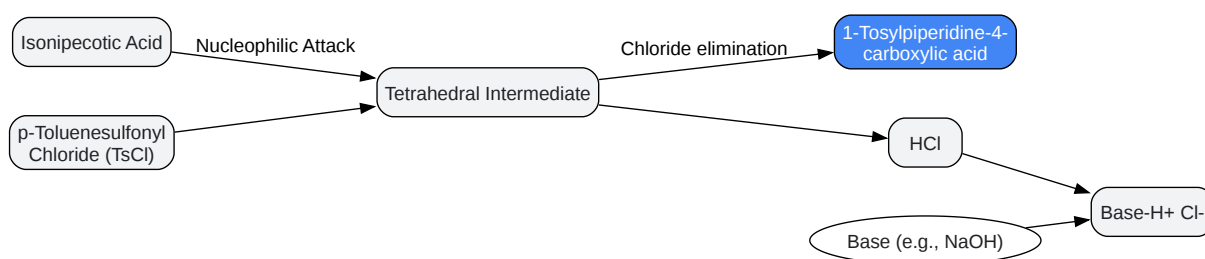 Isonipecotic Acid
Nucleophilic Attack
p-Toluenesulfonyl
Chloride (TsCl)
Tetrahedral Intermediate
Chloride elimination
1-Tosylpiperidine-4-
carboxylic acid
HCl
Base (e.g., NaOH)
Base-H+ Cl-